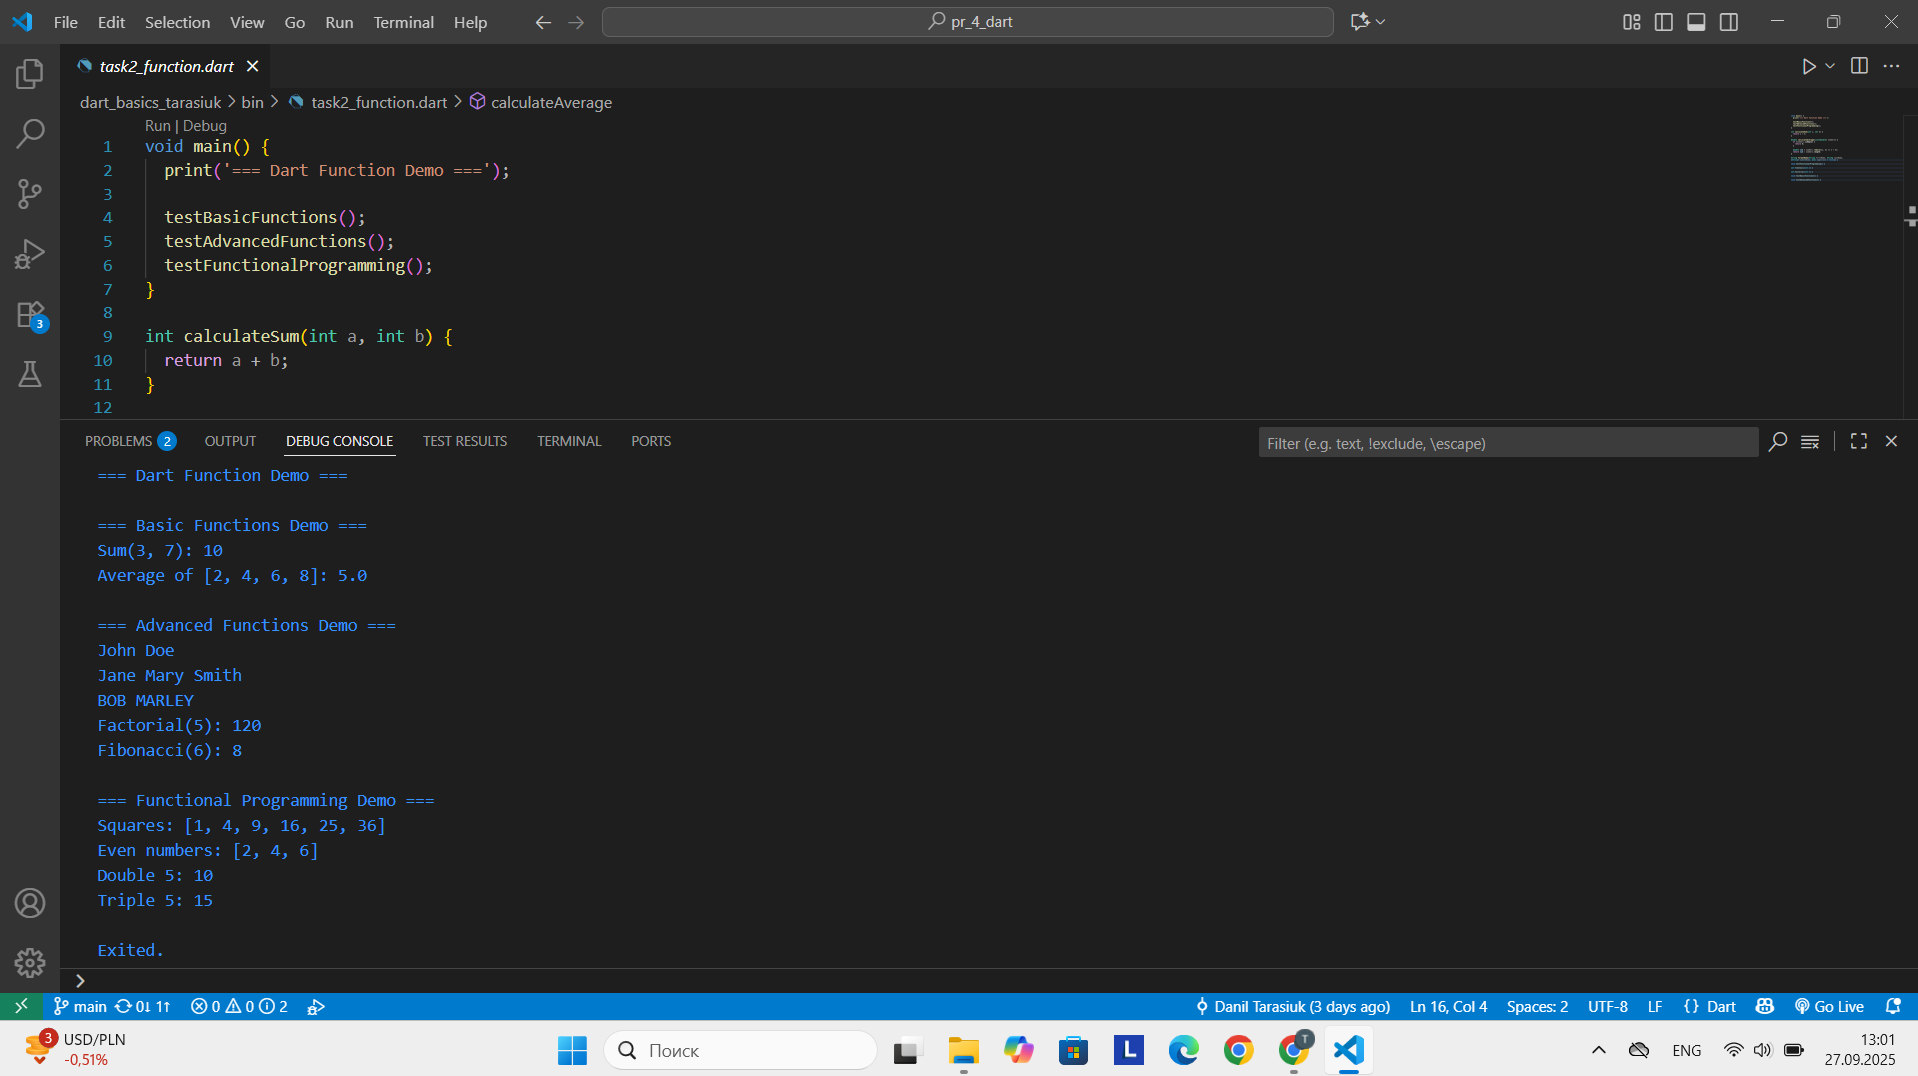 File Edit Selection View Go Run Terminal Help
pr_4_dart
task2_function.dart
dart_basics_tarasiuk > bin > task2_function.dart > calculateAverage
Run | Debug
1 void main() {
2 print('=== Dart Function Demo ===');
3
4 testBasicFunctions();
5 testAdvancedFunctions();
6 testFunctionalProgramming();
7 }
8
9 int calculateSum(int a, int b) {
10 return a + b;
11 }
12
3
PROBLEMS 2 OUTPUT DEBUG CONSOLE TEST RESULTS TERMINAL PORTS
Filter (e.g. text, !exclude, \escape)
=== Dart Function Demo ===
=== Basic Functions Demo ===
Sum(3, 7): 10
Average of [2, 4, 6, 8]: 5.0
=== Advanced Functions Demo ===
John Doe
Jane Mary Smith
BOB MARLEY
Factorial(5): 120
Fibonacci(6): 8
=== Functional Programming Demo ===
Squares: [1, 4, 9, 16, 25, 36]
Even numbers: [2, 4, 6]
Double 5: 10
Triple 5: 15
Exited.
main 0↓ 1↑ 0 0 2
Danil Tarasiuk (3 days ago) Ln 16, Col 4 Spaces: 2 UTF-8 LF {} Dart Go Live
3 USD/PLN
-0,51%
Поиск
L
T
ENG
13:01
27.09.2025